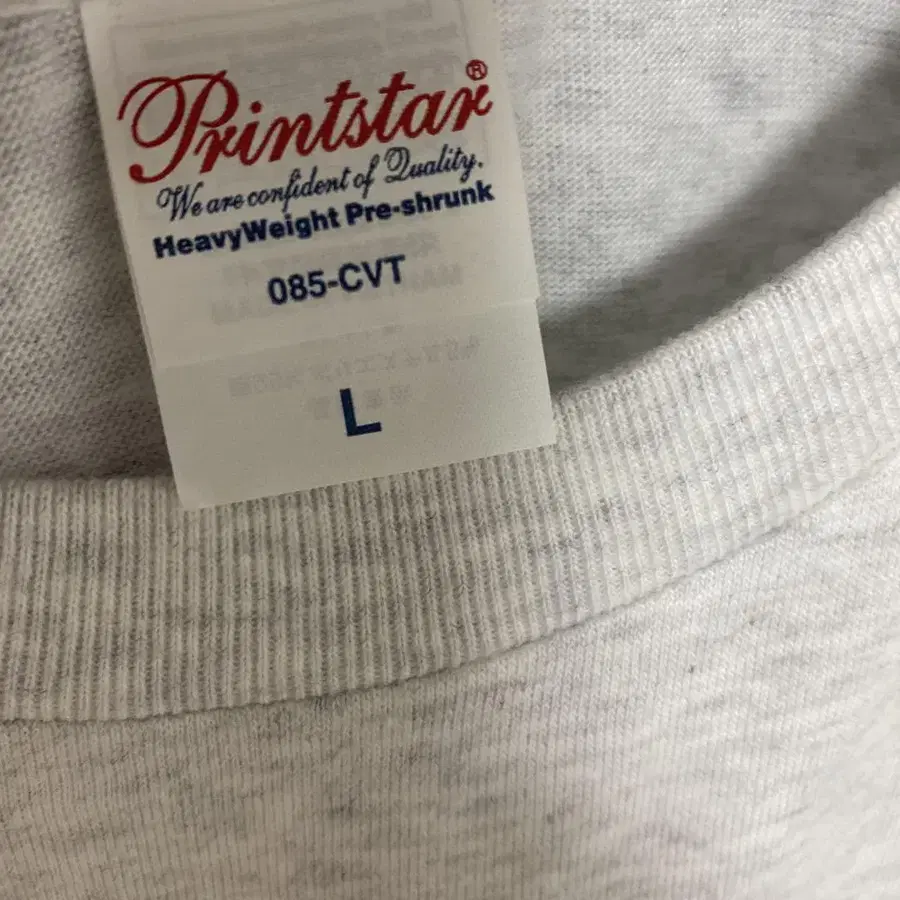 Printstar®
We are confident of Quality.
HeavyWeight Pre-shrunk
085-CVT
L